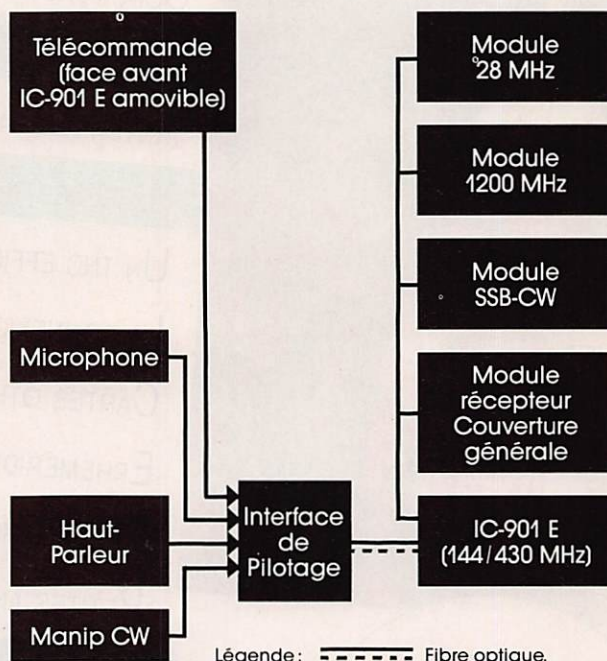 Télécommande
(face avant
IC-901 E amovible)
Microphone
Haut-
Parleur
Manip CW
Interface
de
Pilotage
Module
28 MHz
Module
1200 MHz
Module
SSB-CW
Module
récepteur
Couverture
générale
IC-901 E
(144/430 MHz)
Légende: Fibre optique.